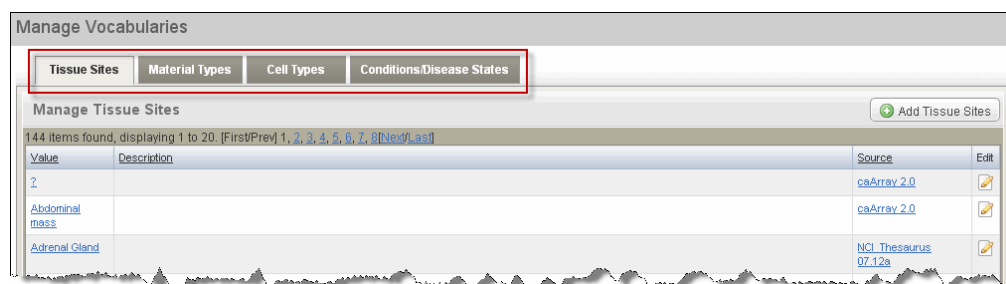 Manage Vocabularies
Tissue Sites Material Types Cell Types Conditions/Disease States
Manage Tissue Sites Add Tissue Sites
144 items found, displaying 1 to 20. [First/Prev] 1, 2, 3, 4, 5, 6, 7, 8[Next/Last]
Value Description Source Edit
? caArray 2.0
Abdominal caArray 2.0
mass
Adrenal Gland NCI Thesaurus
07.12a